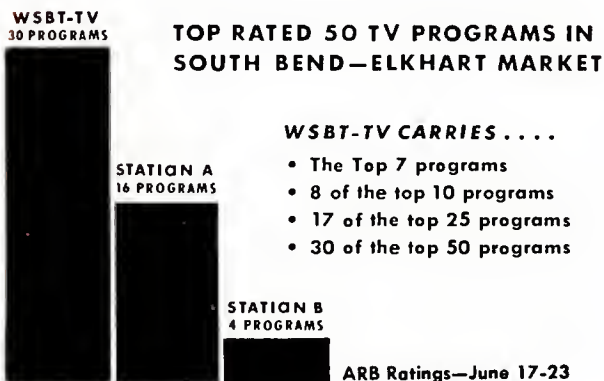 WSBT-TV
30 PROGRAMS
TOP RATED 50 TV PROGRAMS IN
SOUTH BEND—ELKHART MARKET
WSBT-TV CARRIES....
• The Top 7 programs
• 8 of the top 10 programs
• 17 of the top 25 programs
• 30 of the top 50 programs
STATION A
16 PROGRAMS
STATION B
4 PROGRAMS
ARB Ratings—June 17-23